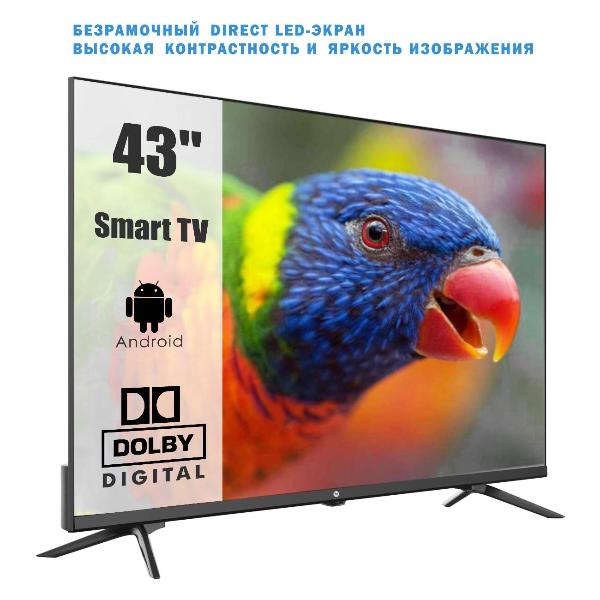 БЕЗРАМОЧНЫЙ DIRECT LED-ЭКРАН
ВЫСОКАЯ КОНТРАСТНОСТЬ И ЯРКОСТЬ ИЗОБРАЖЕНИЯ
43"
Smart TV
Android
DOLBY
DIGITAL